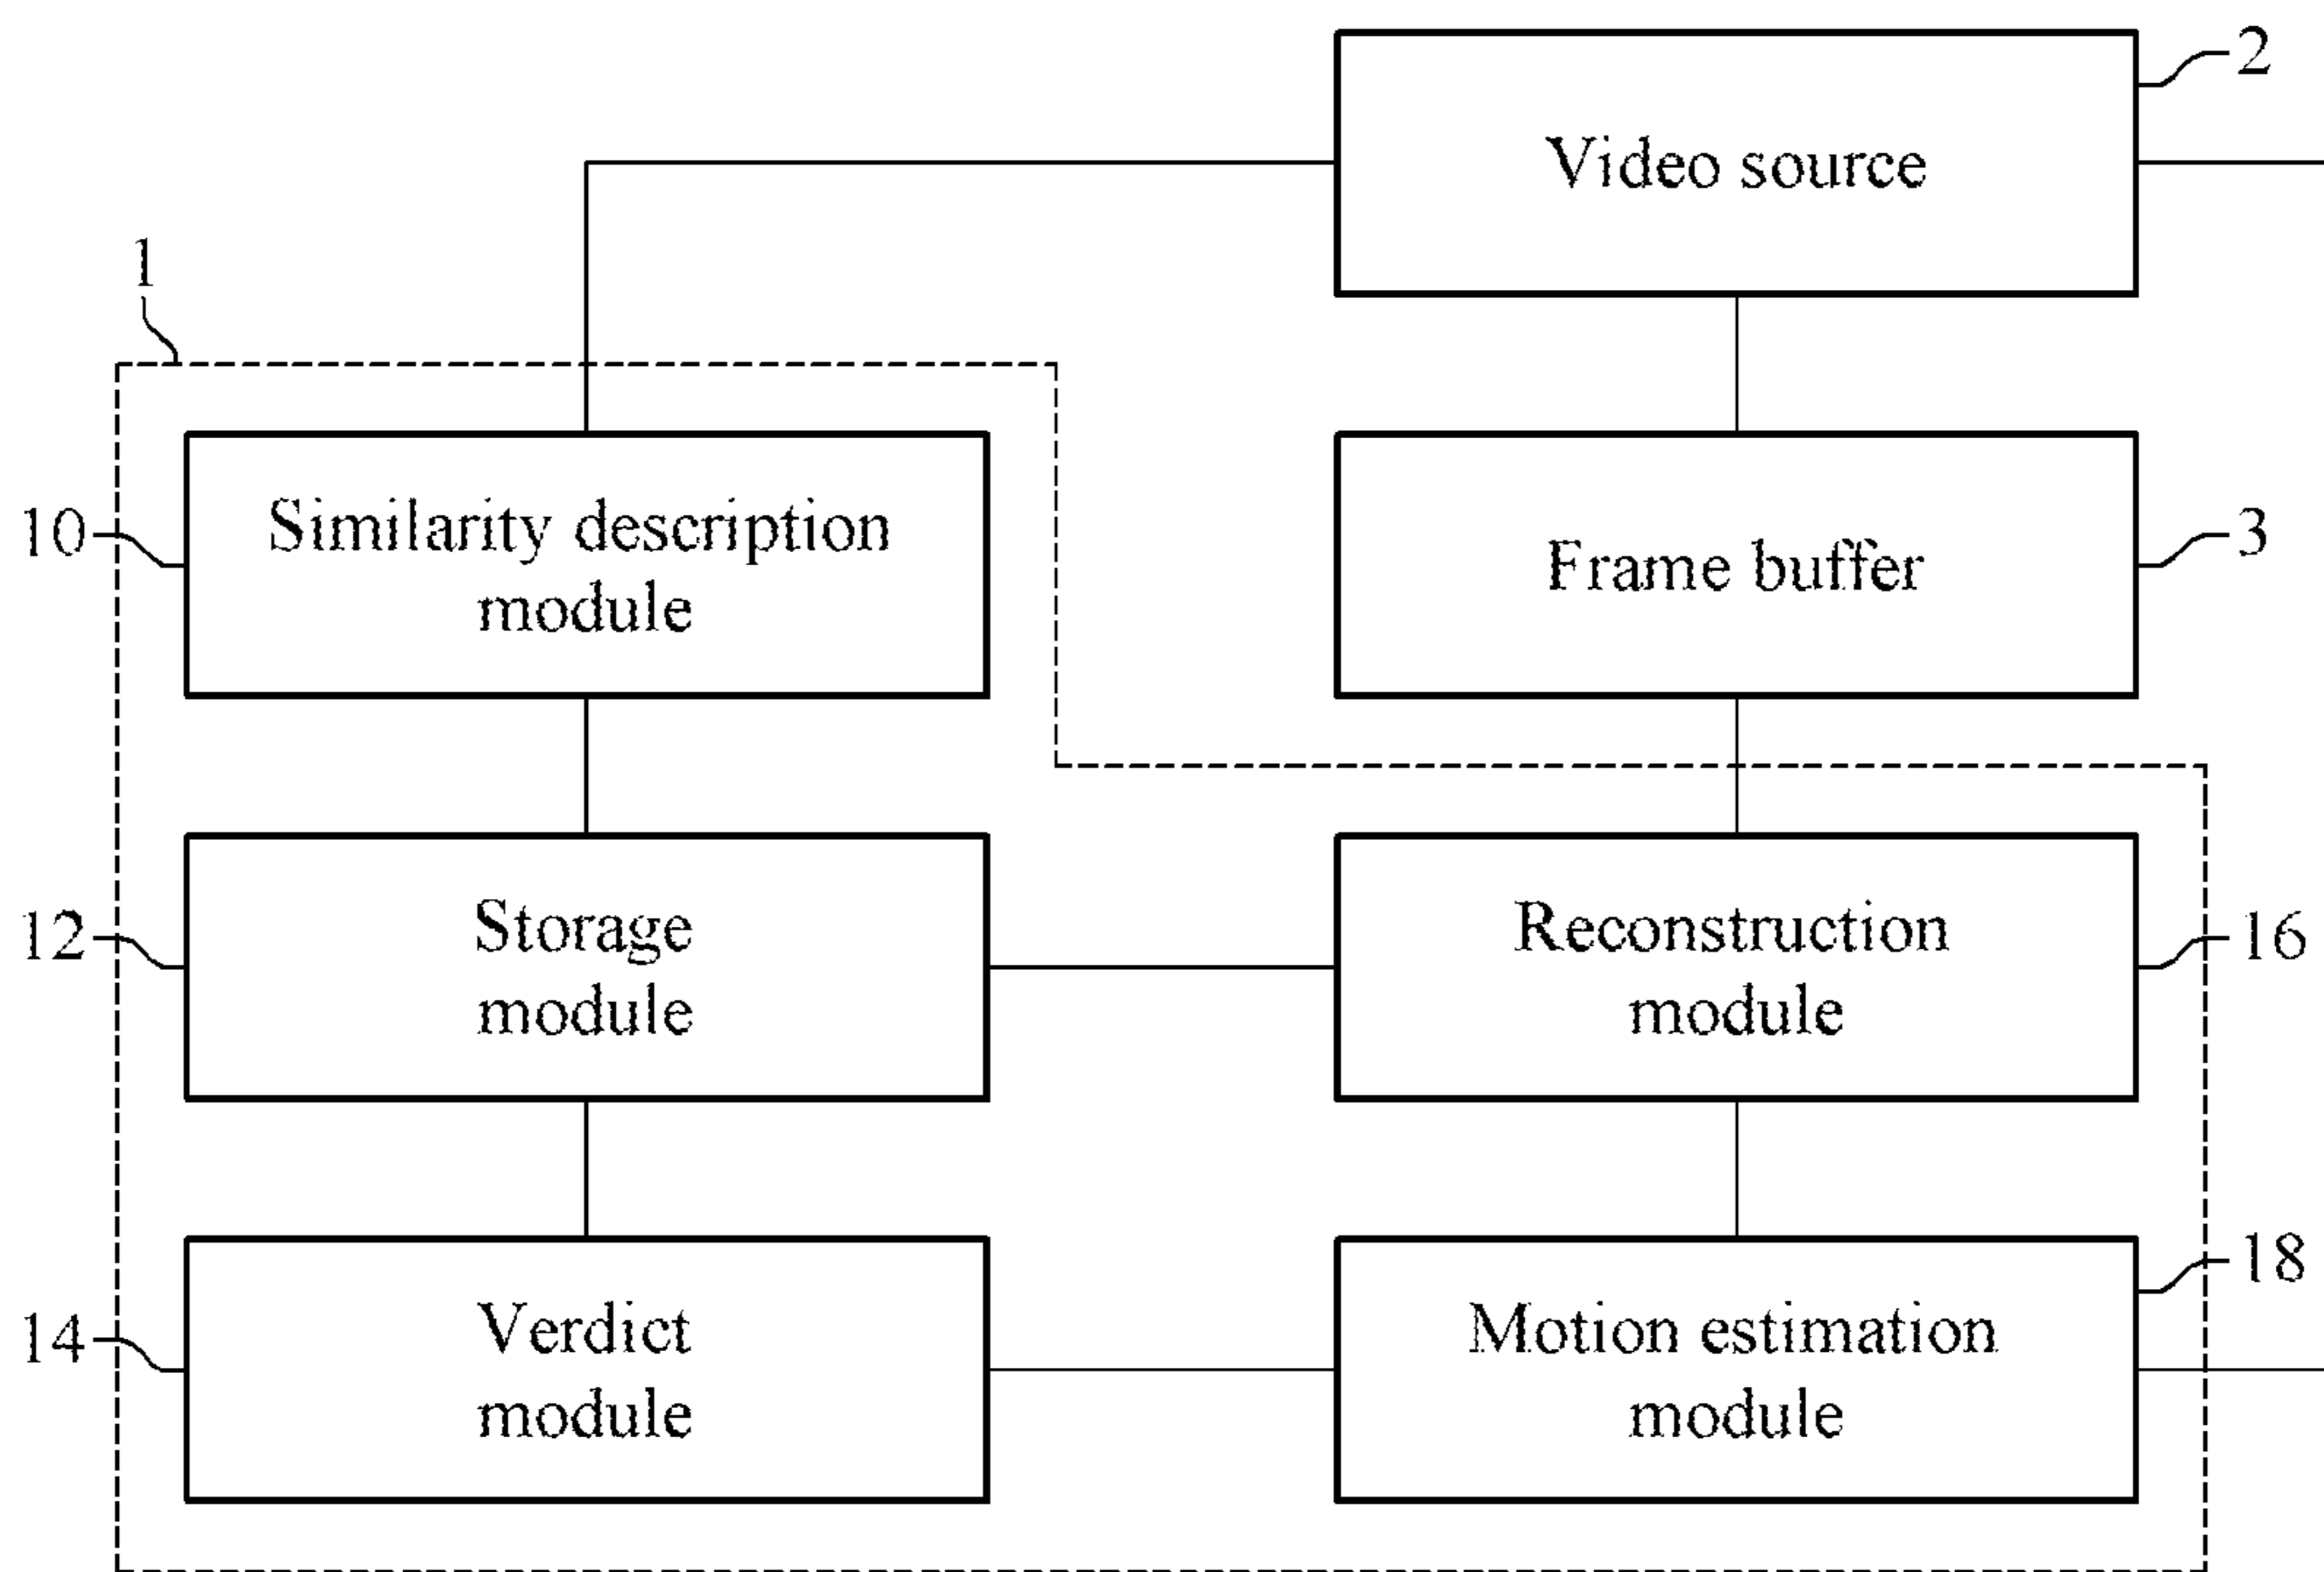 2
Video source
1
10
Similarity description
module
Frame buffer
3
12
Storage
module
Reconstruction
module
16
14
Verdict
module
Motion estimation
module
18